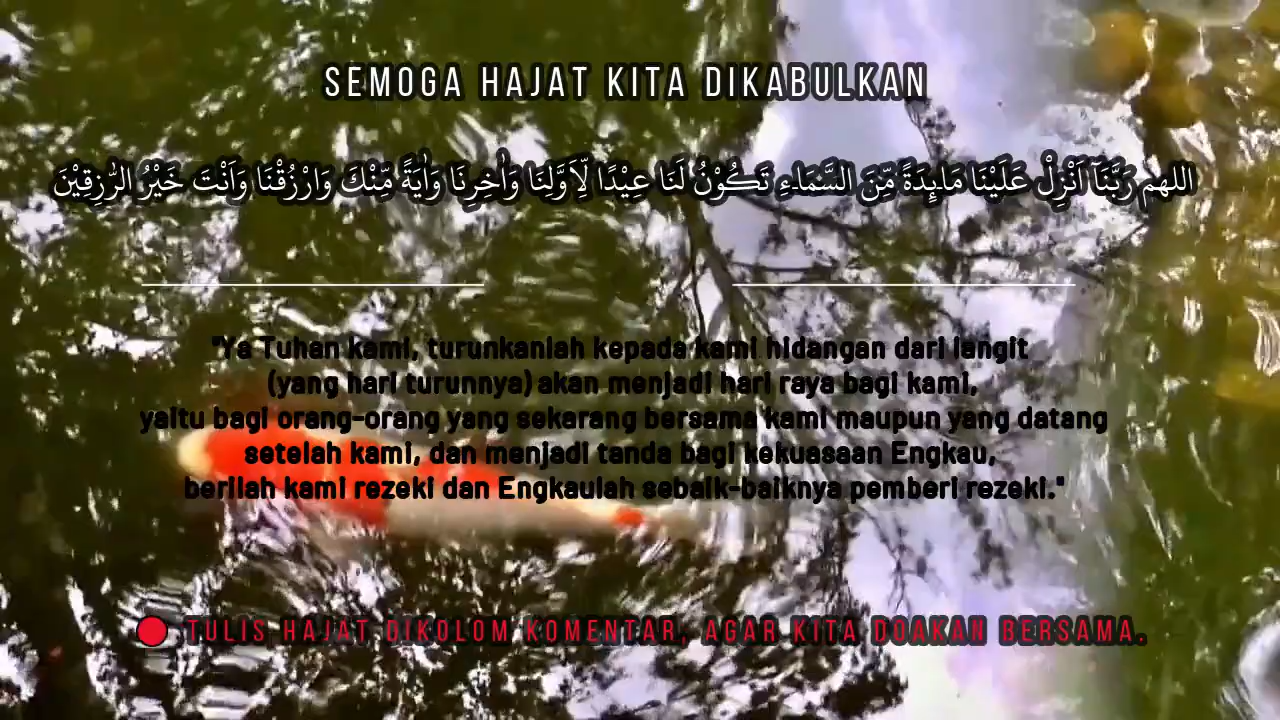 SEMOGA HAJAT KITA DIKABULKAN
اللهم رَبَّنَآ اَنْزِلْ عَلَيْنَا مَاۤىِٕدَةً مِّنَ السَّمَاۤءِ تَكُوْنُ لَنَا عِيْدًا لِّاَوَّلِنَا وَاٰخِرِنَا وَاٰيَةً مِّنْكَ وَارْزُقْنَا وَاَنْتَ خَيْرُ الرّٰزِقِيْنَ
"Ya Tuhan kami, turunkanlah kepada kami hidangan dari langit
(yang hari turunnya) akan menjadi hari raya bagi kami,
yaitu bagi orang-orang yang sekarang bersama kami maupun yang datang
setelah kami, dan menjadi tanda bagi kekuasaan Engkau,
berilah kami rezeki dan Engkaulah sebaik-baiknya pemberi rezeki."
TULIS HAJAT DIKOLOM KOMENTAR, AGAR KITA DOAKAN BERSAMA.